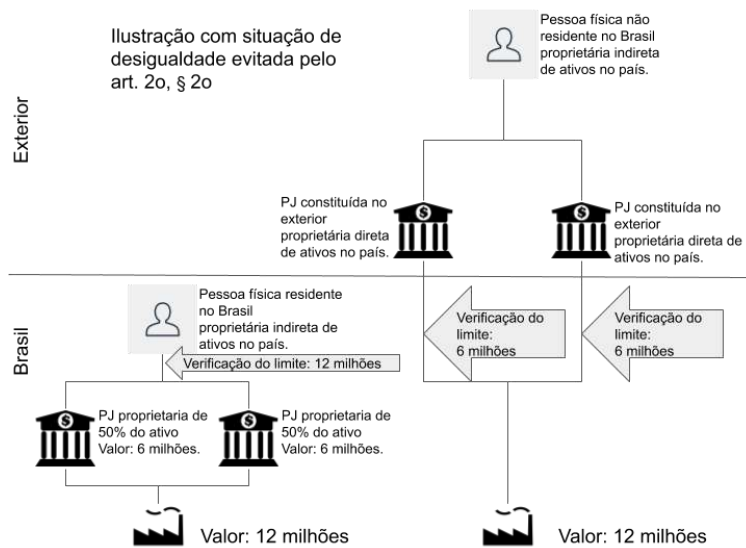 Ilustração com situação de
desigualdade evitada pelo
art. 2o, § 2o
Pessoa física não
residente no Brasil
proprietária indireta
de ativos no país.
Exterior
PJ constituída no
exterior
proprietária direta
de ativos no país.
PJ constituída no
exterior
proprietária direta de
ativos no país.
Brasil
Pessoa física residente
no Brasil
proprietária indireta de
ativos no país.
Verificação do limite: 12 milhões
Verificação do
limite:
6 milhões
Verificação do
limite:
6 milhões
PJ proprietaria de
50% do ativo
Valor: 6 milhões.
PJ proprietaria de
50% do ativo
Valor: 6 milhões.
Valor: 12 milhões
Valor: 12 milhões